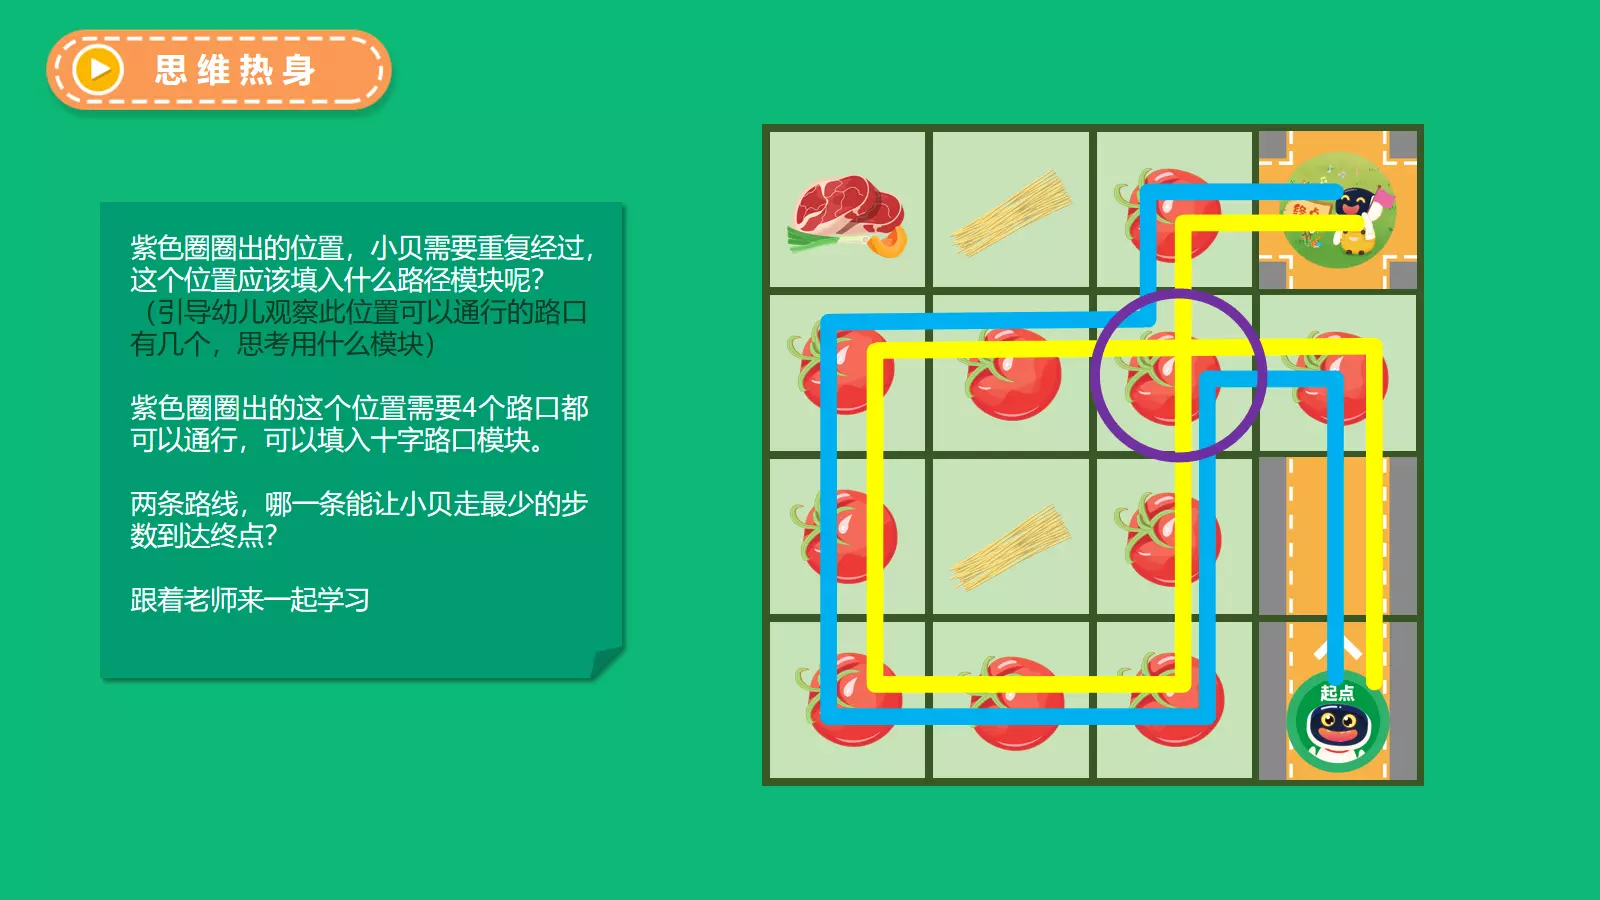 思维热身
紫色圈圈出的位置，小贝需要重复经过，
这个位置应该填入什么路径模块呢？
（引导幼儿观察此位置可以通行的路口
有几个，思考用什么模块）
紫色圈圈出的这个位置需要4个路口都
可以通行，可以填入十字路口模块。
两条路线，哪一条能让小贝走最少的步
数到达终点？
跟着老师来一起学习
终点
起点